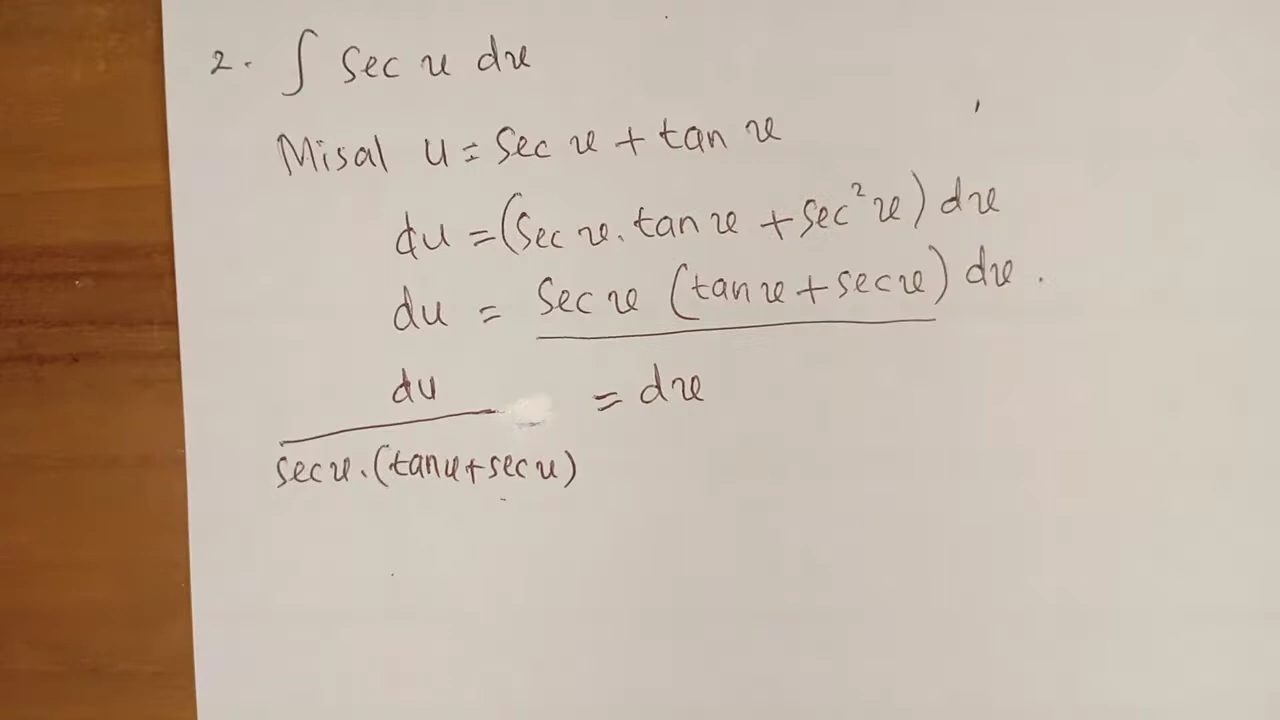 2. ∫ sec x dx
Misal u = sec x + tan x
du = (sec x . tan x + sec² x) dx
du = sec x (tan x + sec x) dx .
du / sec x . (tan x + sec x) = dx